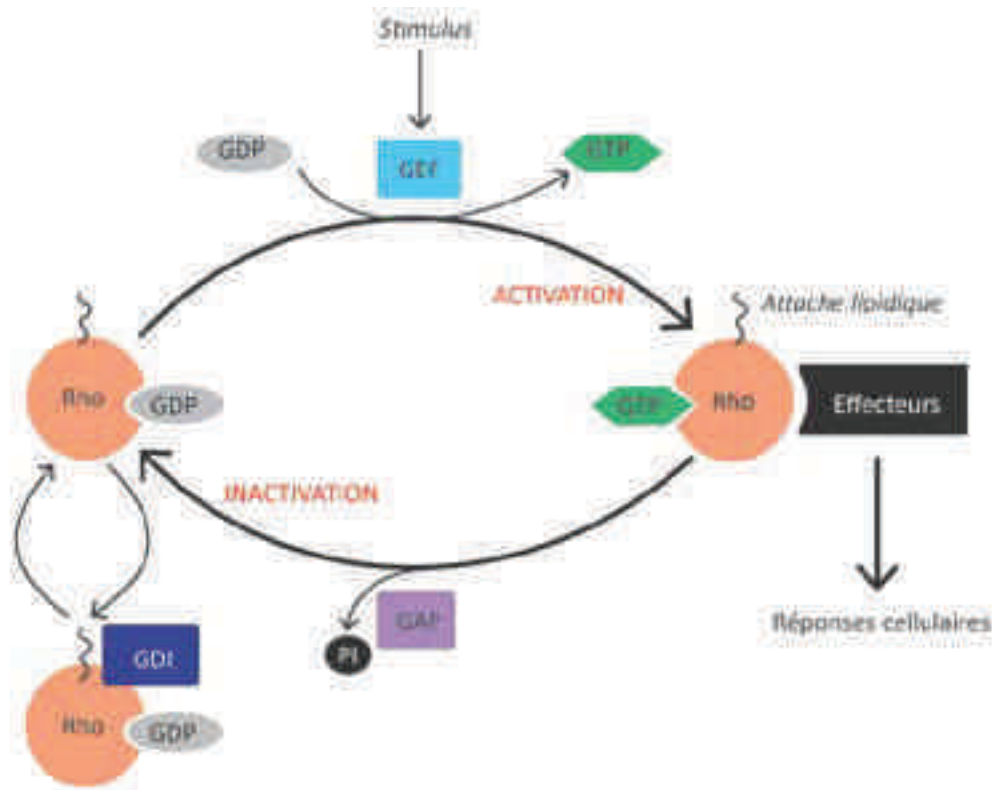 Stimulus
GDP
GEF
GTP
ACTIVATION
Attache lipidique
Rho
GDP
GTP
Rho
Effecteurs
INACTIVATION
GAP
Pi
Réponses cellulaires
GDI
Rho
GDP